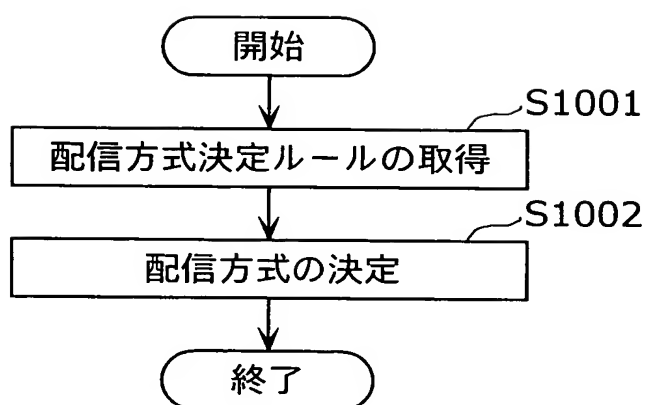 開始
S1001
配信方式決定ルールの取得
S1002
配信方式の決定
終了